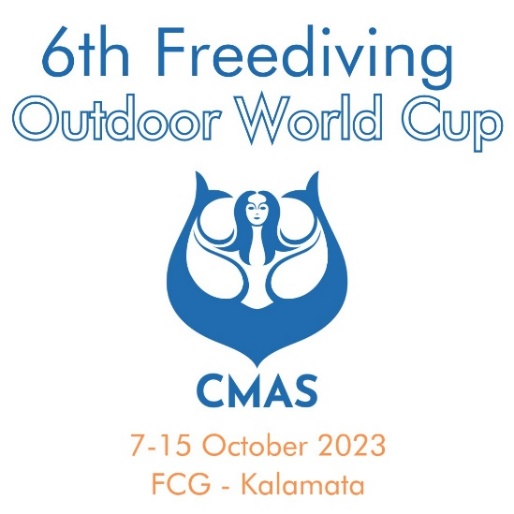 6th Freediving
Outdoor World Cup
CMAS
7-15 October 2023
FCG - Kalamata